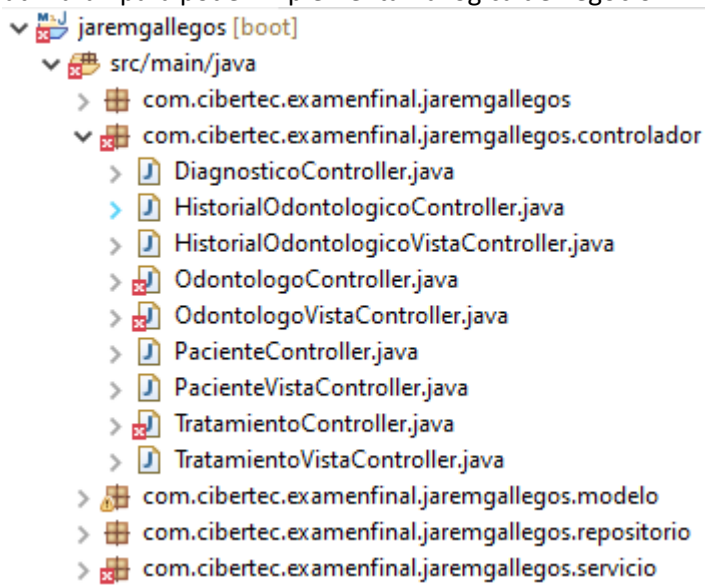 jaremgallegos [boot]
src/main/java
com.cibertec.examenfinal.jaremgallegos
com.cibertec.examenfinal.jaremgallegos.controlador
DiagnosticoController.java
HistorialOdontologicoController.java
HistorialOdontologicoVistaController.java
OdontologoController.java
OdontologoVistaController.java
PacienteController.java
PacienteVistaController.java
TratamientoController.java
TratamientoVistaController.java
com.cibertec.examenfinal.jaremgallegos.modelo
com.cibertec.examenfinal.jaremgallegos.repositorio
com.cibertec.examenfinal.jaremgallegos.servicio